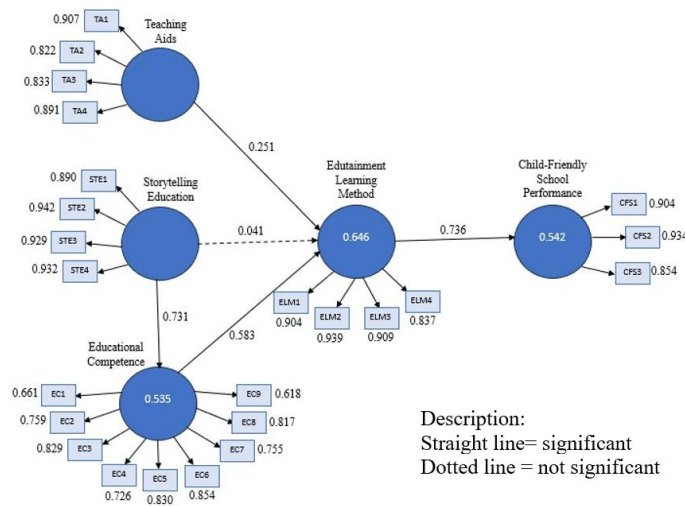 Teaching
Aids
0.907 TA1
0.822 TA2
0.833 TA3
0.891 TA4
0.251
Storytelling
Education
0.890 STE1
0.942 STE2
0.929 STE3
0.932 STE4
0.041
0.731
Edutainment
Learning
Method
0.646
0.736
ELM1
0.904
ELM2
0.939
ELM3
0.909
ELM4
0.837
Child-Friendly
School
Performance
0.542
CFS1 0.904
CFS2 0.934
CFS3 0.854
0.583
Educational
Competence
0.535
0.661 EC1
0.759 EC2
0.829 EC3
EC4
0.726
EC5
0.830
EC6
0.854
EC7 0.755
EC8 0.817
EC9 0.618
Description:
Straight line= significant
Dotted line = not significant